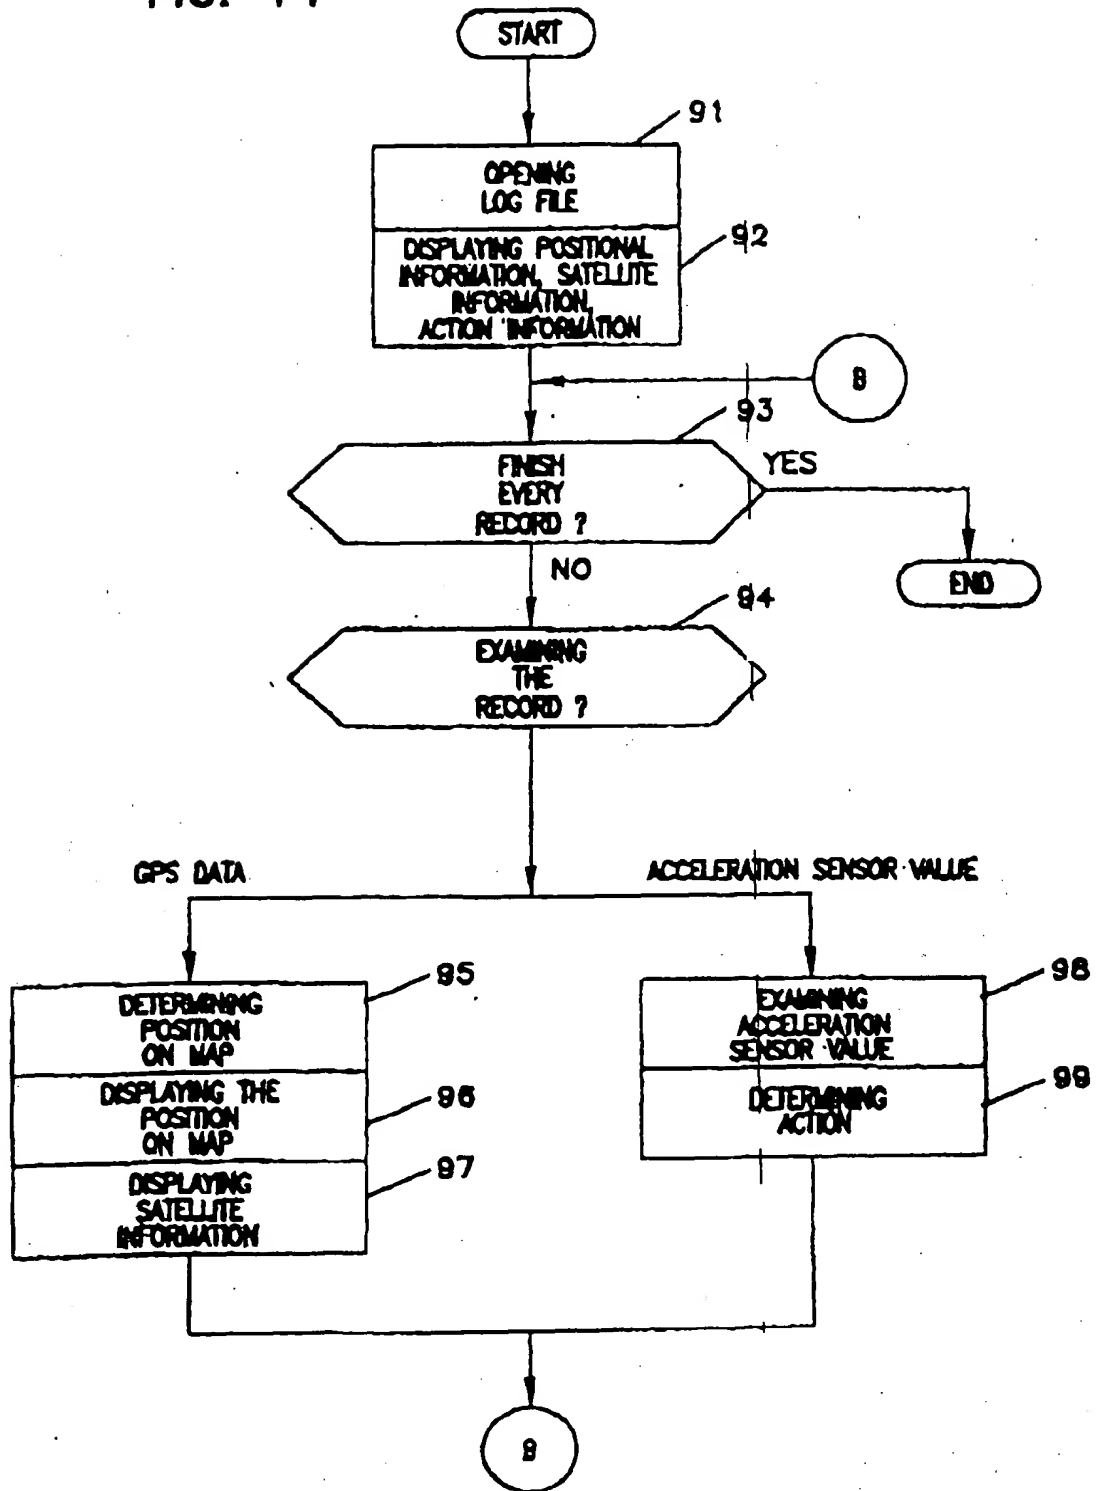 START
91
OPENING
LOG FILE
92
DISPLAYING POSITIONAL
INFORMATION, SATELLITE
INFORMATION,
ACTION INFORMATION
B
93
FINISH
EVERY
RECORD ?
YES
NO
END
94
EXAMINING
THE
RECORD ?
GPS DATA
ACCELERATION SENSOR VALUE
95
DETERMINING
POSITION
ON MAP
96
DISPLAYING THE
POSITION
ON MAP
97
DISPLAYING
SATELLITE
INFORMATION
98
EXAMINING
ACCELERATION
SENSOR VALUE
99
DETERMINING
ACTION
B